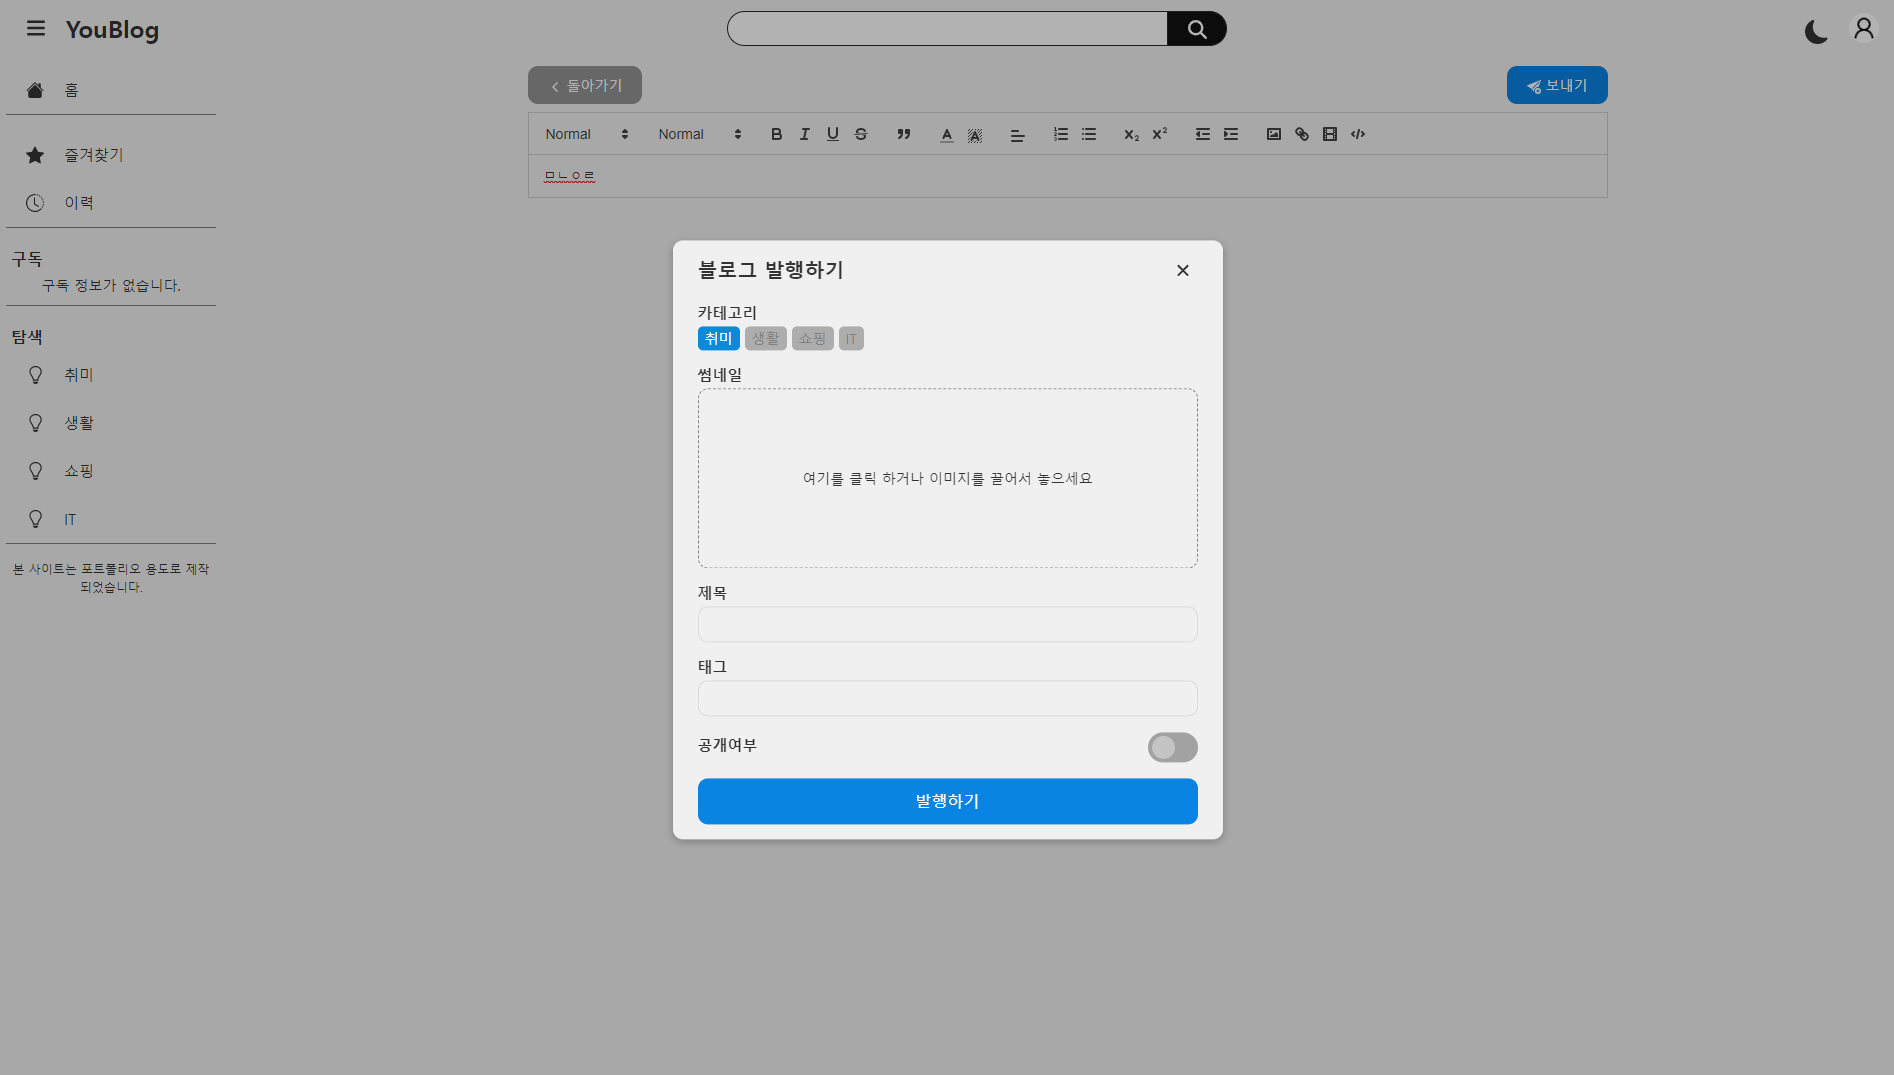 YouBlog
홈
즐겨찾기
이력
구독
구독 정보가 없습니다.
탐색
취미
생활
쇼핑
IT
본 사이트는 포트폴리오 용도로 제작
되었습니다.
돌아가기
보내기
Normal
Normal
ㅁㄴㅇㄹ
블로그 발행하기
카테고리
취미 생활 쇼핑 IT
썸네일
여기를 클릭 하거나 이미지를 끌어서 놓으세요
제목
태그
공개여부
발행하기